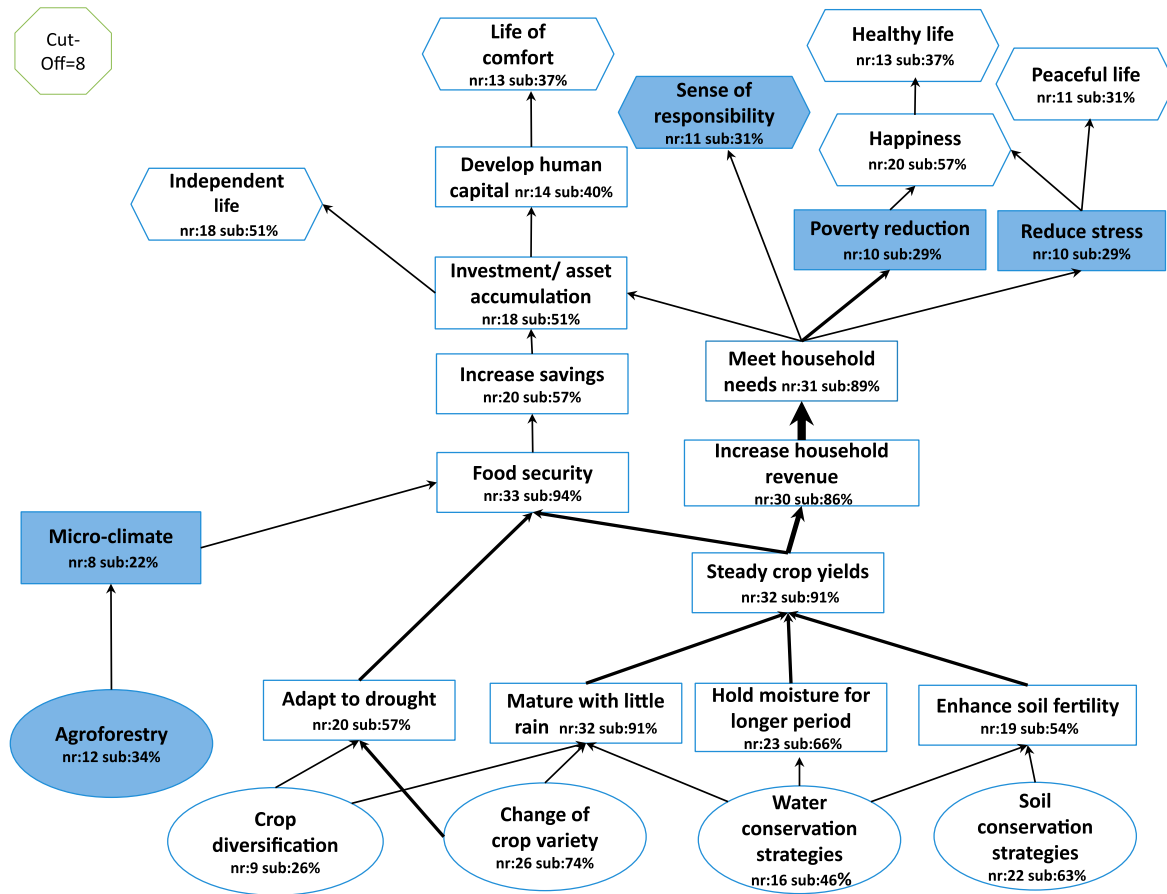 Cut-
Off=8
Life of
comfort
nr:13 sub:37%
Healthy life
nr:13 sub:37%
Sense of
responsibility
nr:11 sub:31%
Peaceful life
nr:11 sub:31%
Happiness
nr:20 sub:57%
Develop human
capital nr:14 sub:40%
Independent
life
nr:18 sub:51%
Poverty reduction
nr:10 sub:29%
Reduce stress
nr:10 sub:29%
Investment/ asset
accumulation
nr:18 sub:51%
Meet household
needs nr:31 sub:89%
Increase savings
nr:20 sub:57%
Increase household
revenue
nr:30 sub:86%
Food security
nr:33 sub:94%
Micro-climate
nr:8 sub:22%
Steady crop yields
nr:32 sub:91%
Agroforestry
nr:12 sub:34%
Adapt to drought
nr:20 sub:57%
Mature with little
rain nr:32 sub:91%
Hold moisture for
longer period
nr:23 sub:66%
Enhance soil fertility
nr:19 sub:54%
Crop
diversification
nr:9 sub:26%
Change of
crop variety
nr:26 sub:74%
Water
conservation
strategies
nr:16 sub:46%
Soil
conservation
strategies
nr:22 sub:63%